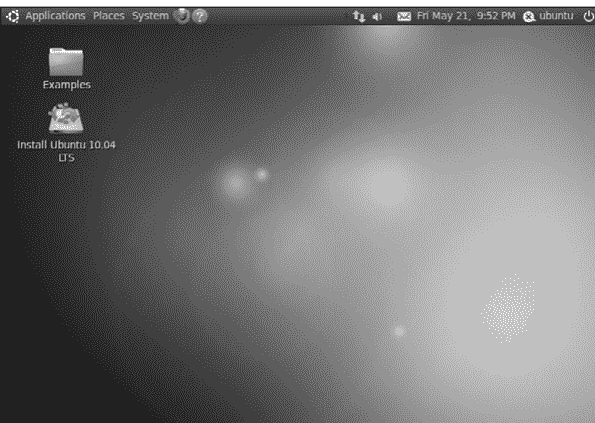 Applications Places System ? Fri May 21, 9:52 PM ubuntu
Examples
Install Ubuntu 10.04
LTS